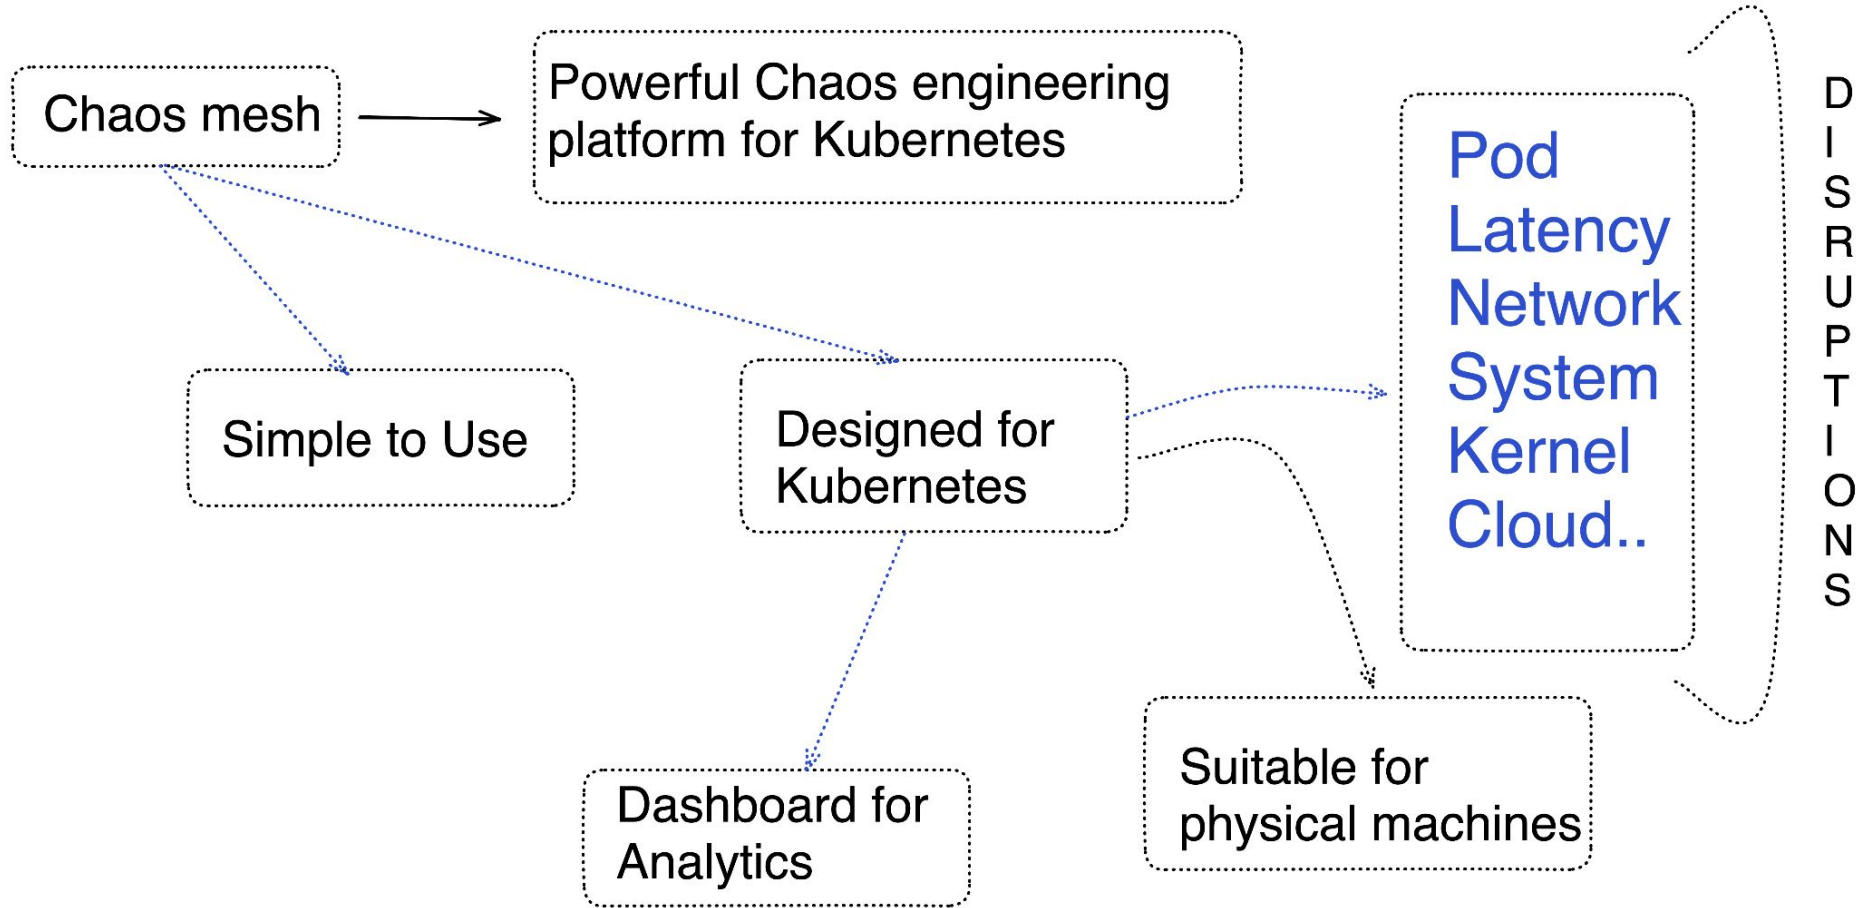 Chaos mesh
Powerful Chaos engineering
platform for Kubernetes
Simple to Use
Designed for
Kubernetes
Pod
Latency
Network
System
Kernel
Cloud..
DISRUPTIONS
Dashboard for
Analytics
Suitable for
physical machines